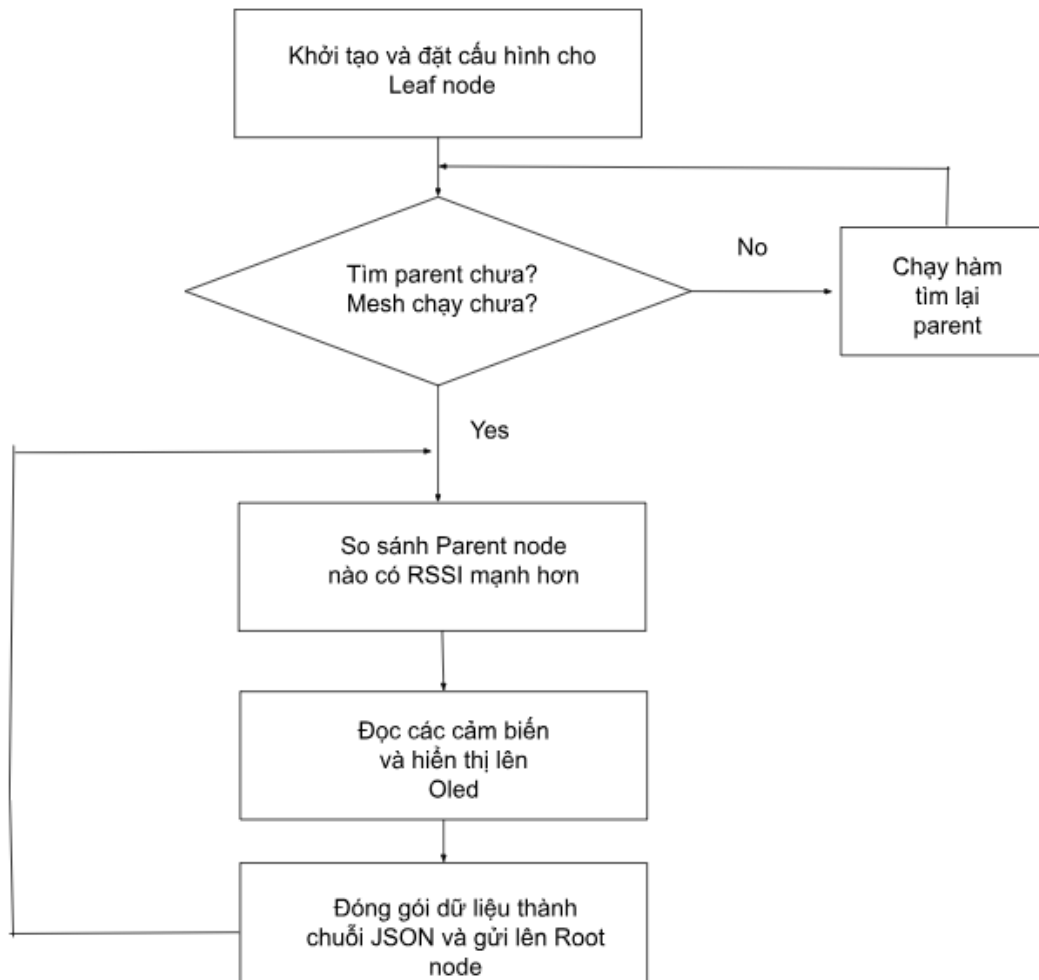 Khởi tạo và đặt cấu hình cho
Leaf node
Tìm parent chưa?
Mesh chạy chưa?
No
Chạy hàm
tìm lại
parent
Yes
So sánh Parent node
nào có RSSI mạnh hơn
Đọc các cảm biến
và hiển thị lên
Oled
Đóng gói dữ liệu thành
chuỗi JSON và gửi lên Root
node